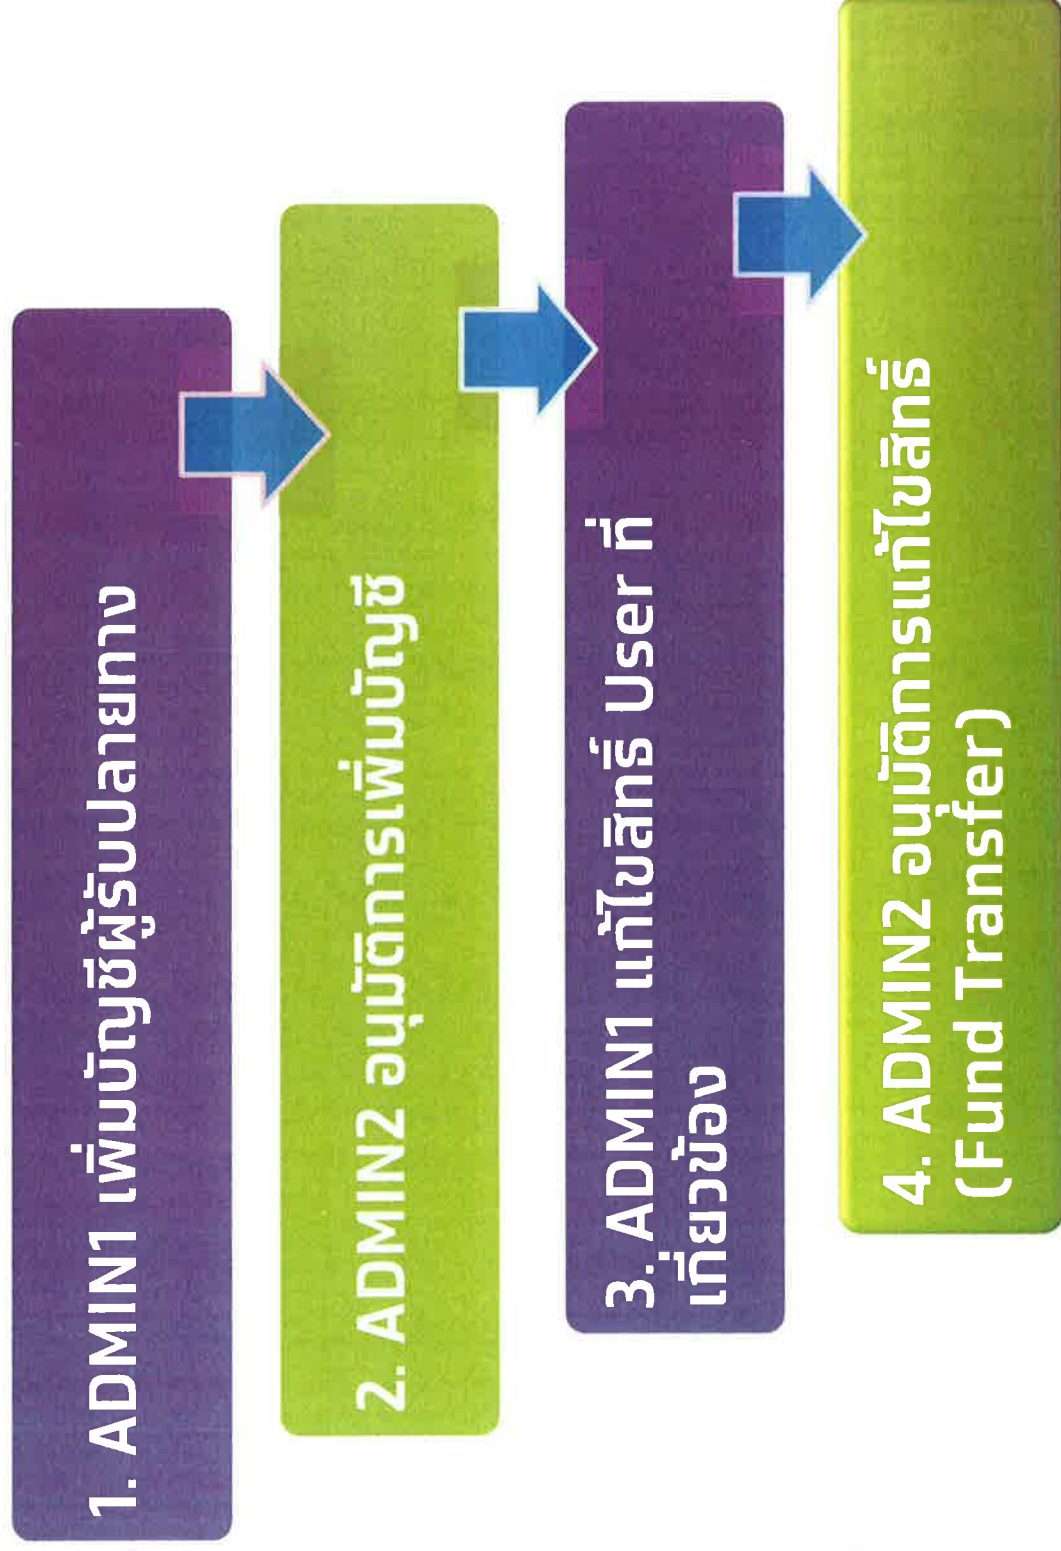 1. ADMIN1 เพิ่มบัญชีผู้รับปลายทาง
2. ADMIN2 อนุมัติการเพิ่มบัญชี
3. ADMIN1 แก้ไขสิทธิ์ User ที่
เกี่ยวข้อง
4. ADMIN2 อนุมัติการแก้ไขสิทธิ์
(Fund Transfer)